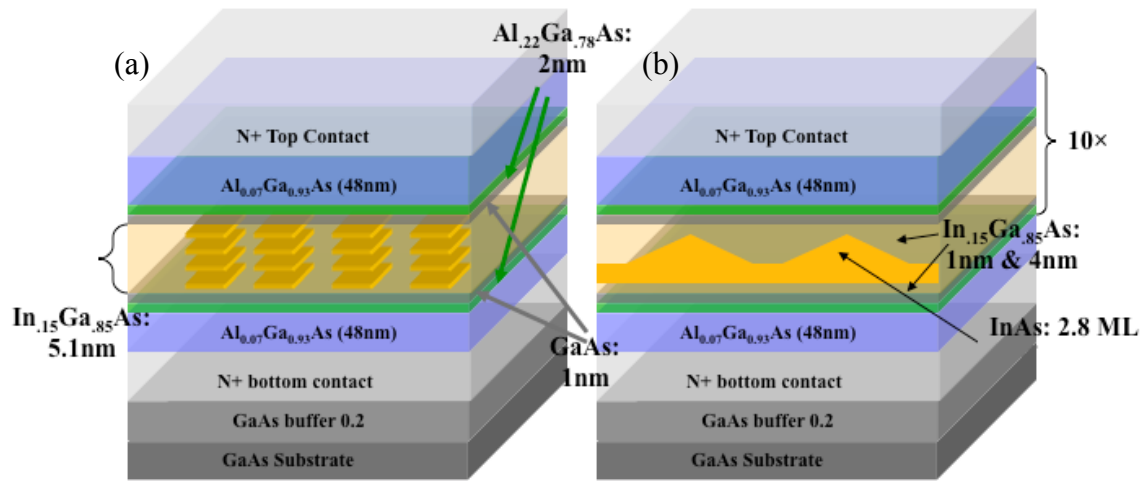 (a)
Al.22Ga.78As:
2nm
(b)
N+ Top Contact
Al0.07Ga0.93As (48nm)
In.15Ga.85As:
5.1nm
Al0.07Ga0.93As (48nm)
GaAs:
1nm
N+ bottom contact
GaAs buffer 0.2
GaAs Substrate
N+ Top Contact
10×
Al0.07Ga0.93As (48nm)
In.15Ga.85As:
1nm & 4nm
InAs: 2.8 ML
Al0.07Ga0.93As (48nm)
N+ bottom contact
GaAs buffer 0.2
GaAs Substrate